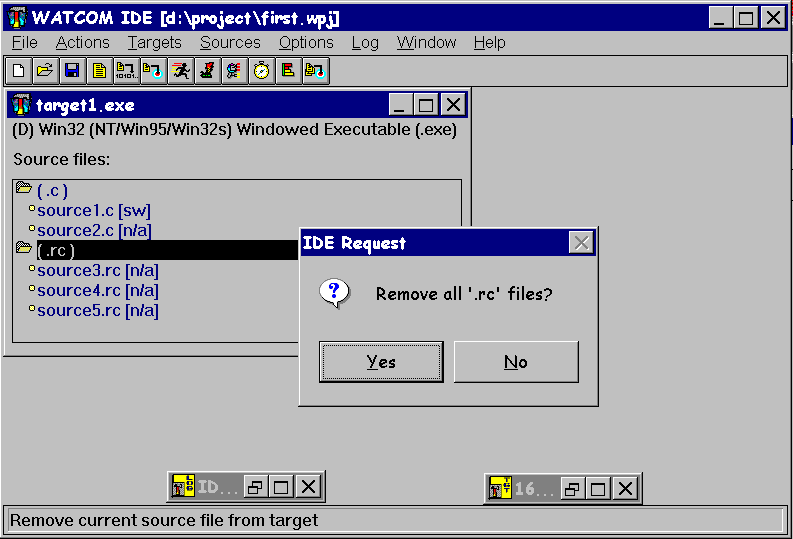 WATCOM IDE [d:\project\first.wpj]
File Actions Targets Sources Options Log Window Help
target1.exe
(D) Win32 (NT/Win95/Win32s) Windowed Executable (.exe)
Source files:
( .c )
source1.c [sw]
source2.c [n/a]
( .rc )
source3.rc [n/a]
source4.rc [n/a]
source5.rc [n/a]
IDE Request
Remove all '.rc' files?
Yes No
ID... 16...
Remove current source file from target